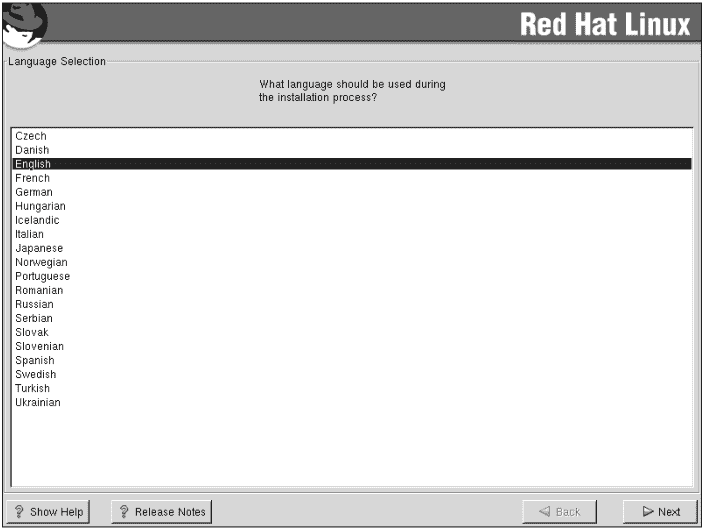 Red Hat Linux
Language Selection
What language should be used during
the installation process?
Czech
Danish
English
French
German
Hungarian
Icelandic
Italian
Japanese
Norwegian
Portuguese
Romanian
Russian
Serbian
Slovak
Slovenian
Spanish
Swedish
Turkish
Ukrainian
? Show Help ? Release Notes Back Next